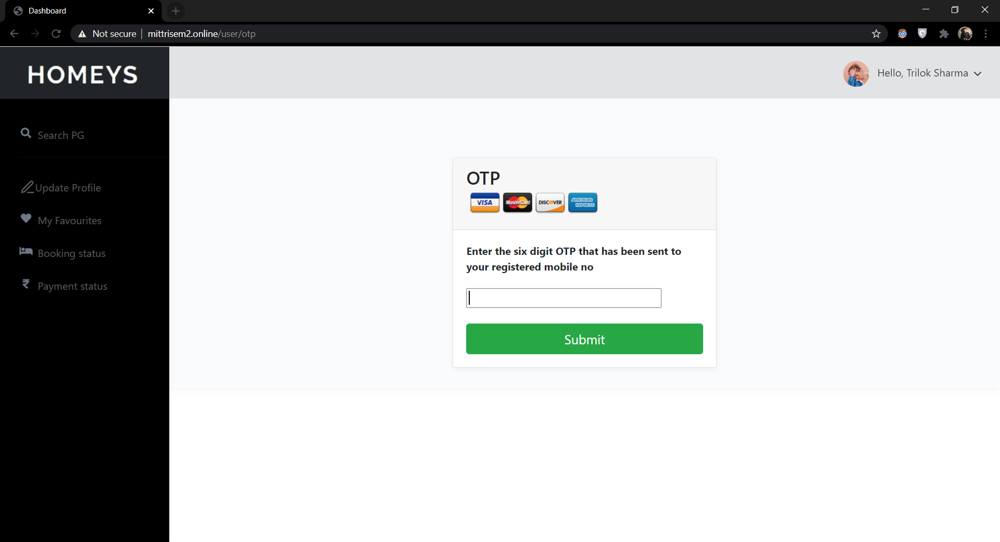 Dashboard
Not secure | mittrisem2.online/user/otp
HOMEYS
Hello, Trilok Sharma
Search PG
Update Profile
My Favourites
Booking status
Payment status
OTP
VISA MasterCard DISCOVER AMERICAN EXPRESS
Enter the six digit OTP that has been sent to
your registered mobile no
Submit